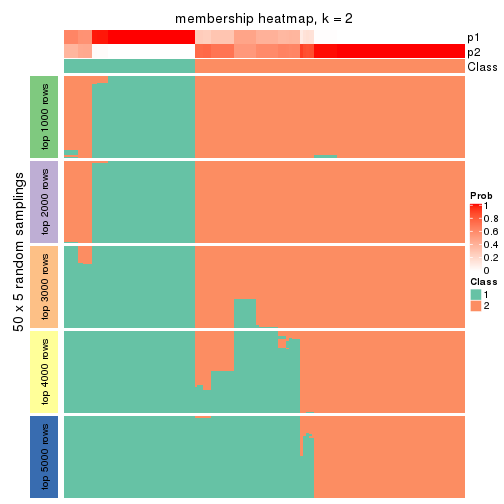 membership heatmap, k = 2
p1
p2
Class
50 x 5 random samplings
top 1000 rows
top 2000 rows
top 3000 rows
top 4000 rows
top 5000 rows
Prob
1
0.8
0.6
0.4
0.2
0
Class
1
2